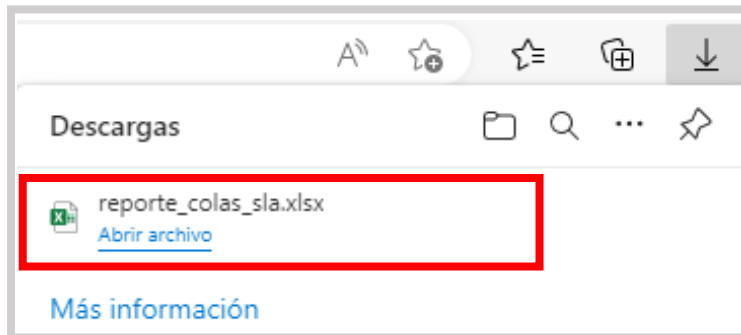 Descargas
reporte_colas_sla.xlsx
Abrir archivo
Más información